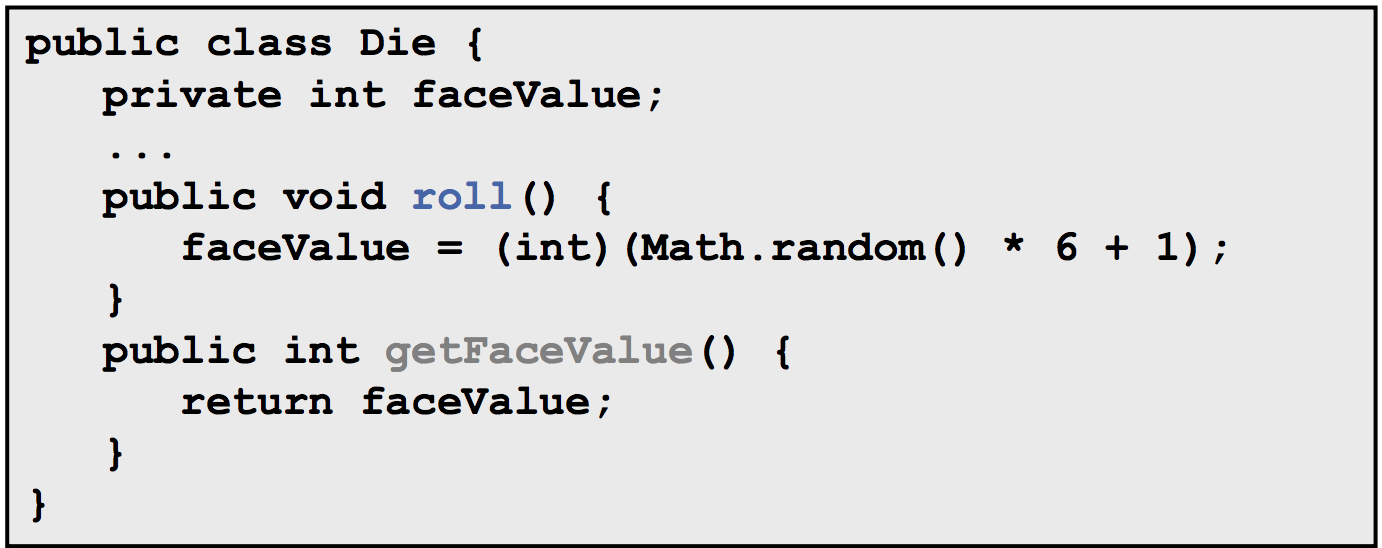 public class Die {
private int faceValue;
...
public void roll() {
faceValue = (int)(Math.random() * 6 + 1);
}
public int getFaceValue() {
return faceValue;
}
}